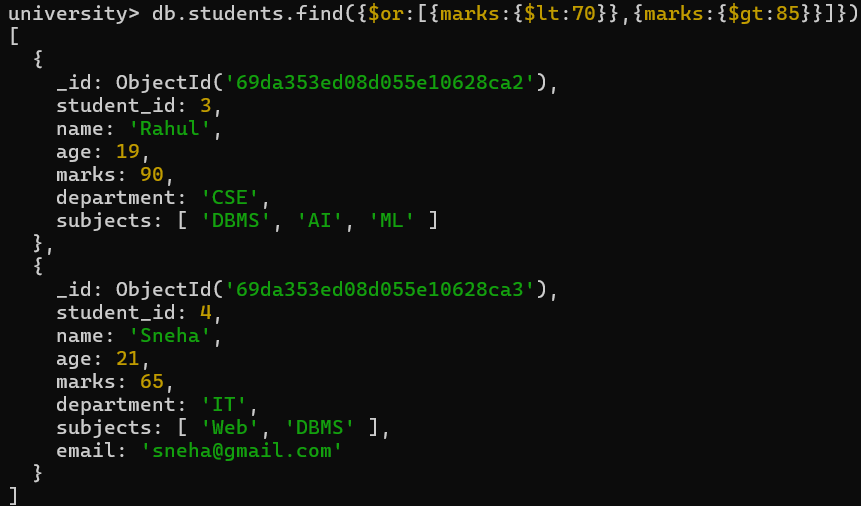 university> db.students.find({$or:[{marks:{$lt:70}},{marks:{$gt:85}}]})
[
  {
    _id: ObjectId('69da353ed08d055e10628ca2'),
    student_id: 3,
    name: 'Rahul',
    age: 19,
    marks: 90,
    department: 'CSE',
    subjects: [ 'DBMS', 'AI', 'ML' ]
  },
  {
    _id: ObjectId('69da353ed08d055e10628ca3'),
    student_id: 4,
    name: 'Sneha',
    age: 21,
    marks: 65,
    department: 'IT',
    subjects: [ 'Web', 'DBMS' ],
    email: 'sneha@gmail.com'
  }
]